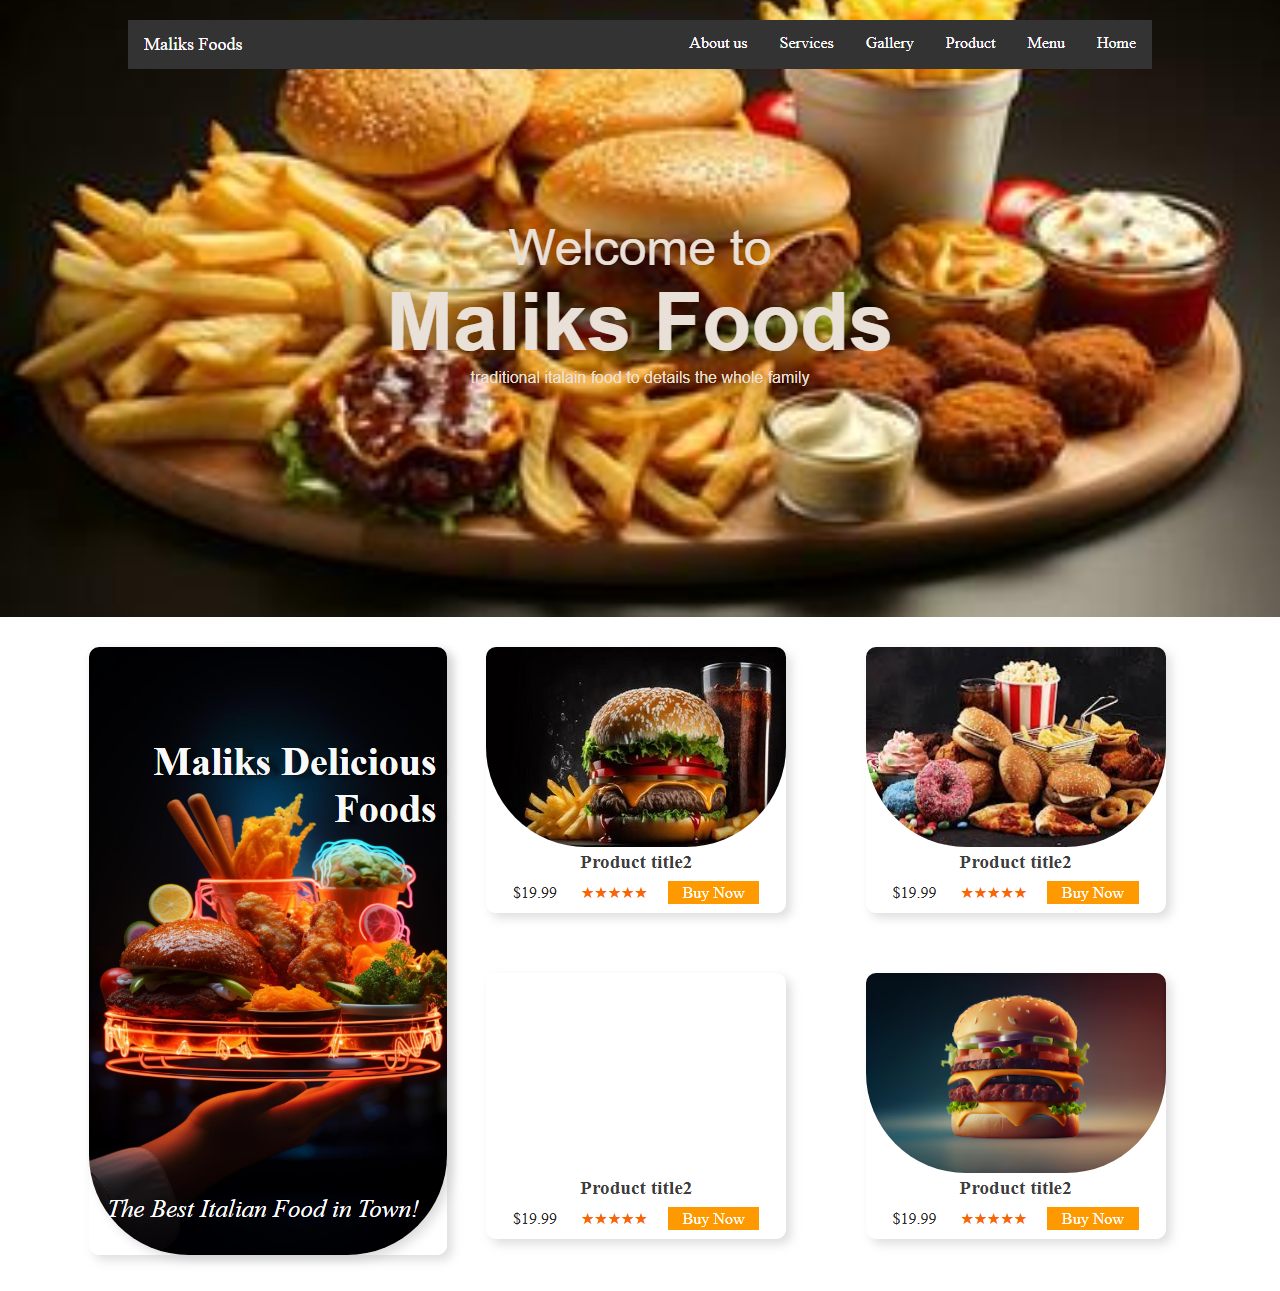 Maliks Foods
About us Services Gallery Product Menu Home
Welcome to
Maliks Foods
traditional italain food to details the whole family
Maliks Delicious
Foods
The Best Italian Food in Town!
Product title2
$19.99 ★★★★★ Buy Now
Product title2
$19.99 ★★★★★ Buy Now
Product title2
$19.99 ★★★★★ Buy Now
Product title2
$19.99 ★★★★★ Buy Now